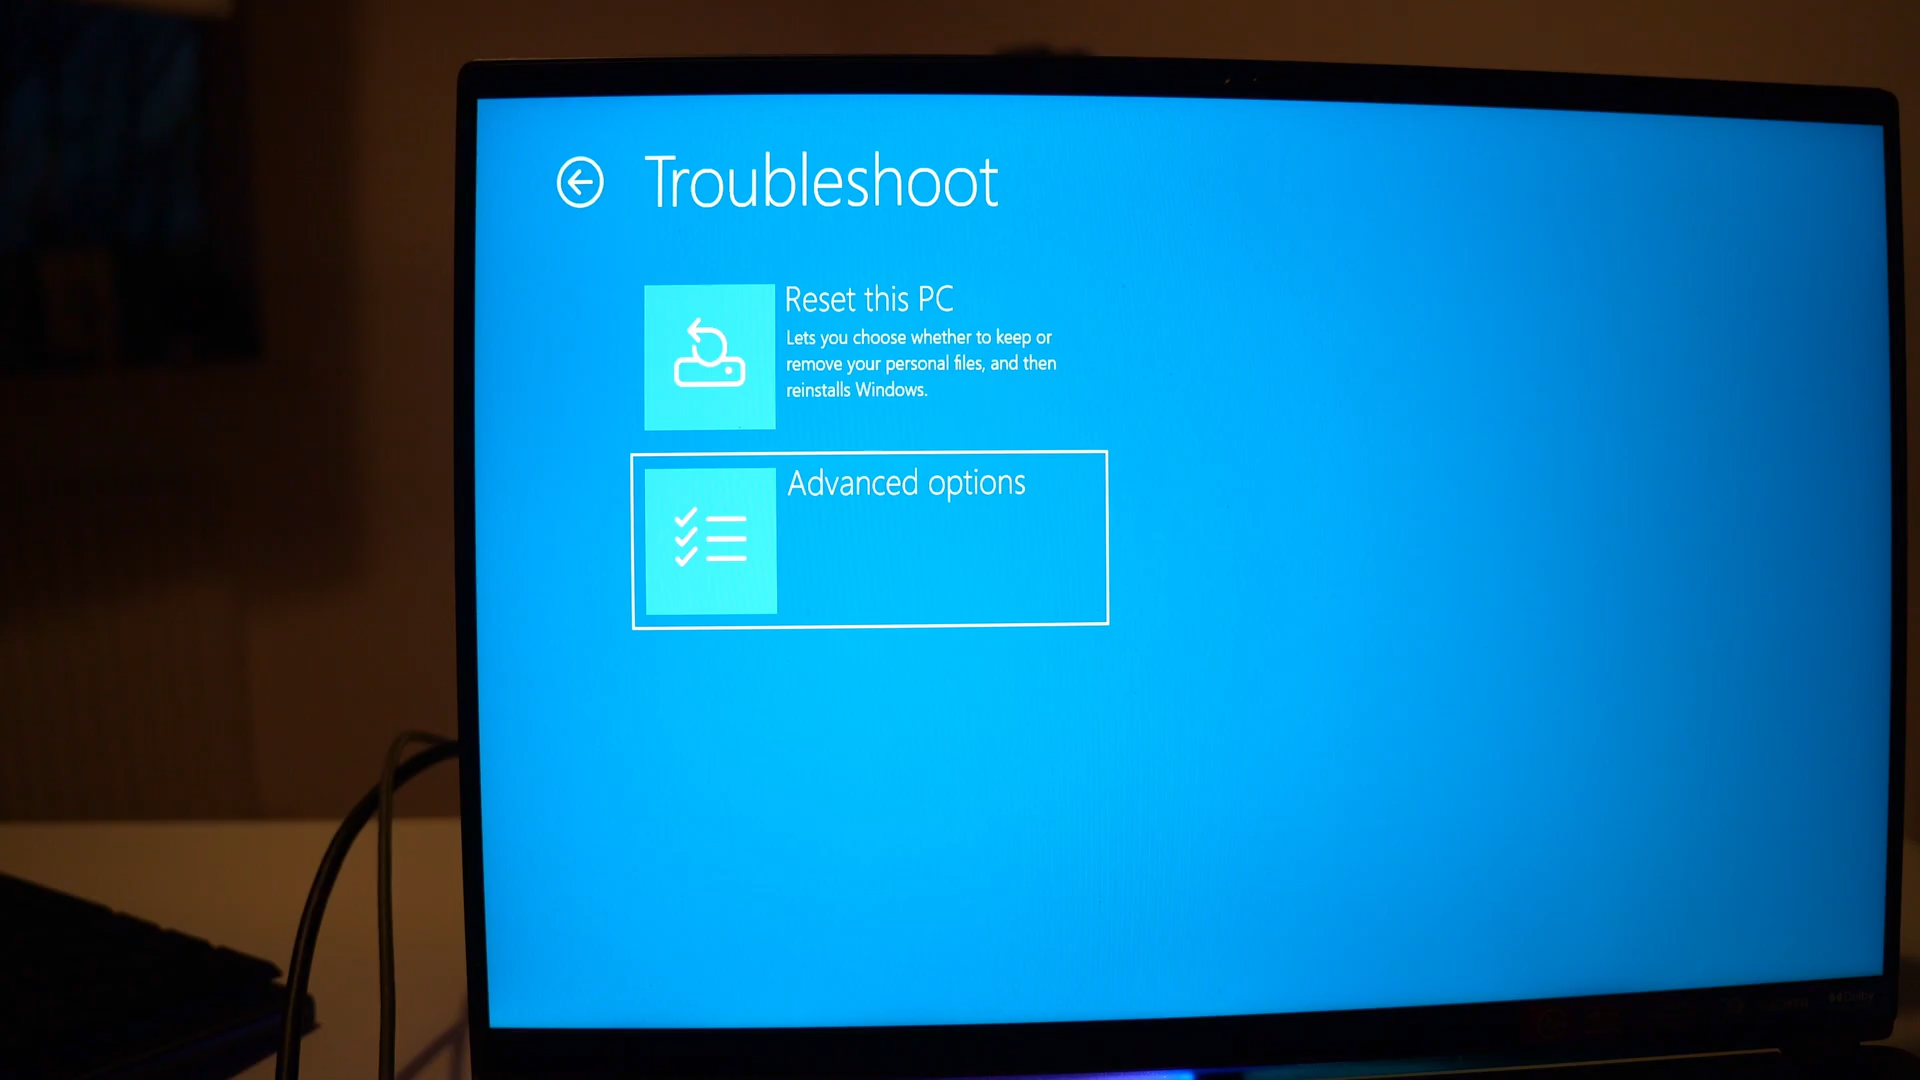 Troubleshoot
Reset this PC
Lets you choose whether to keep or
remove your personal files, and then
reinstalls Windows.
Advanced options
Dolby